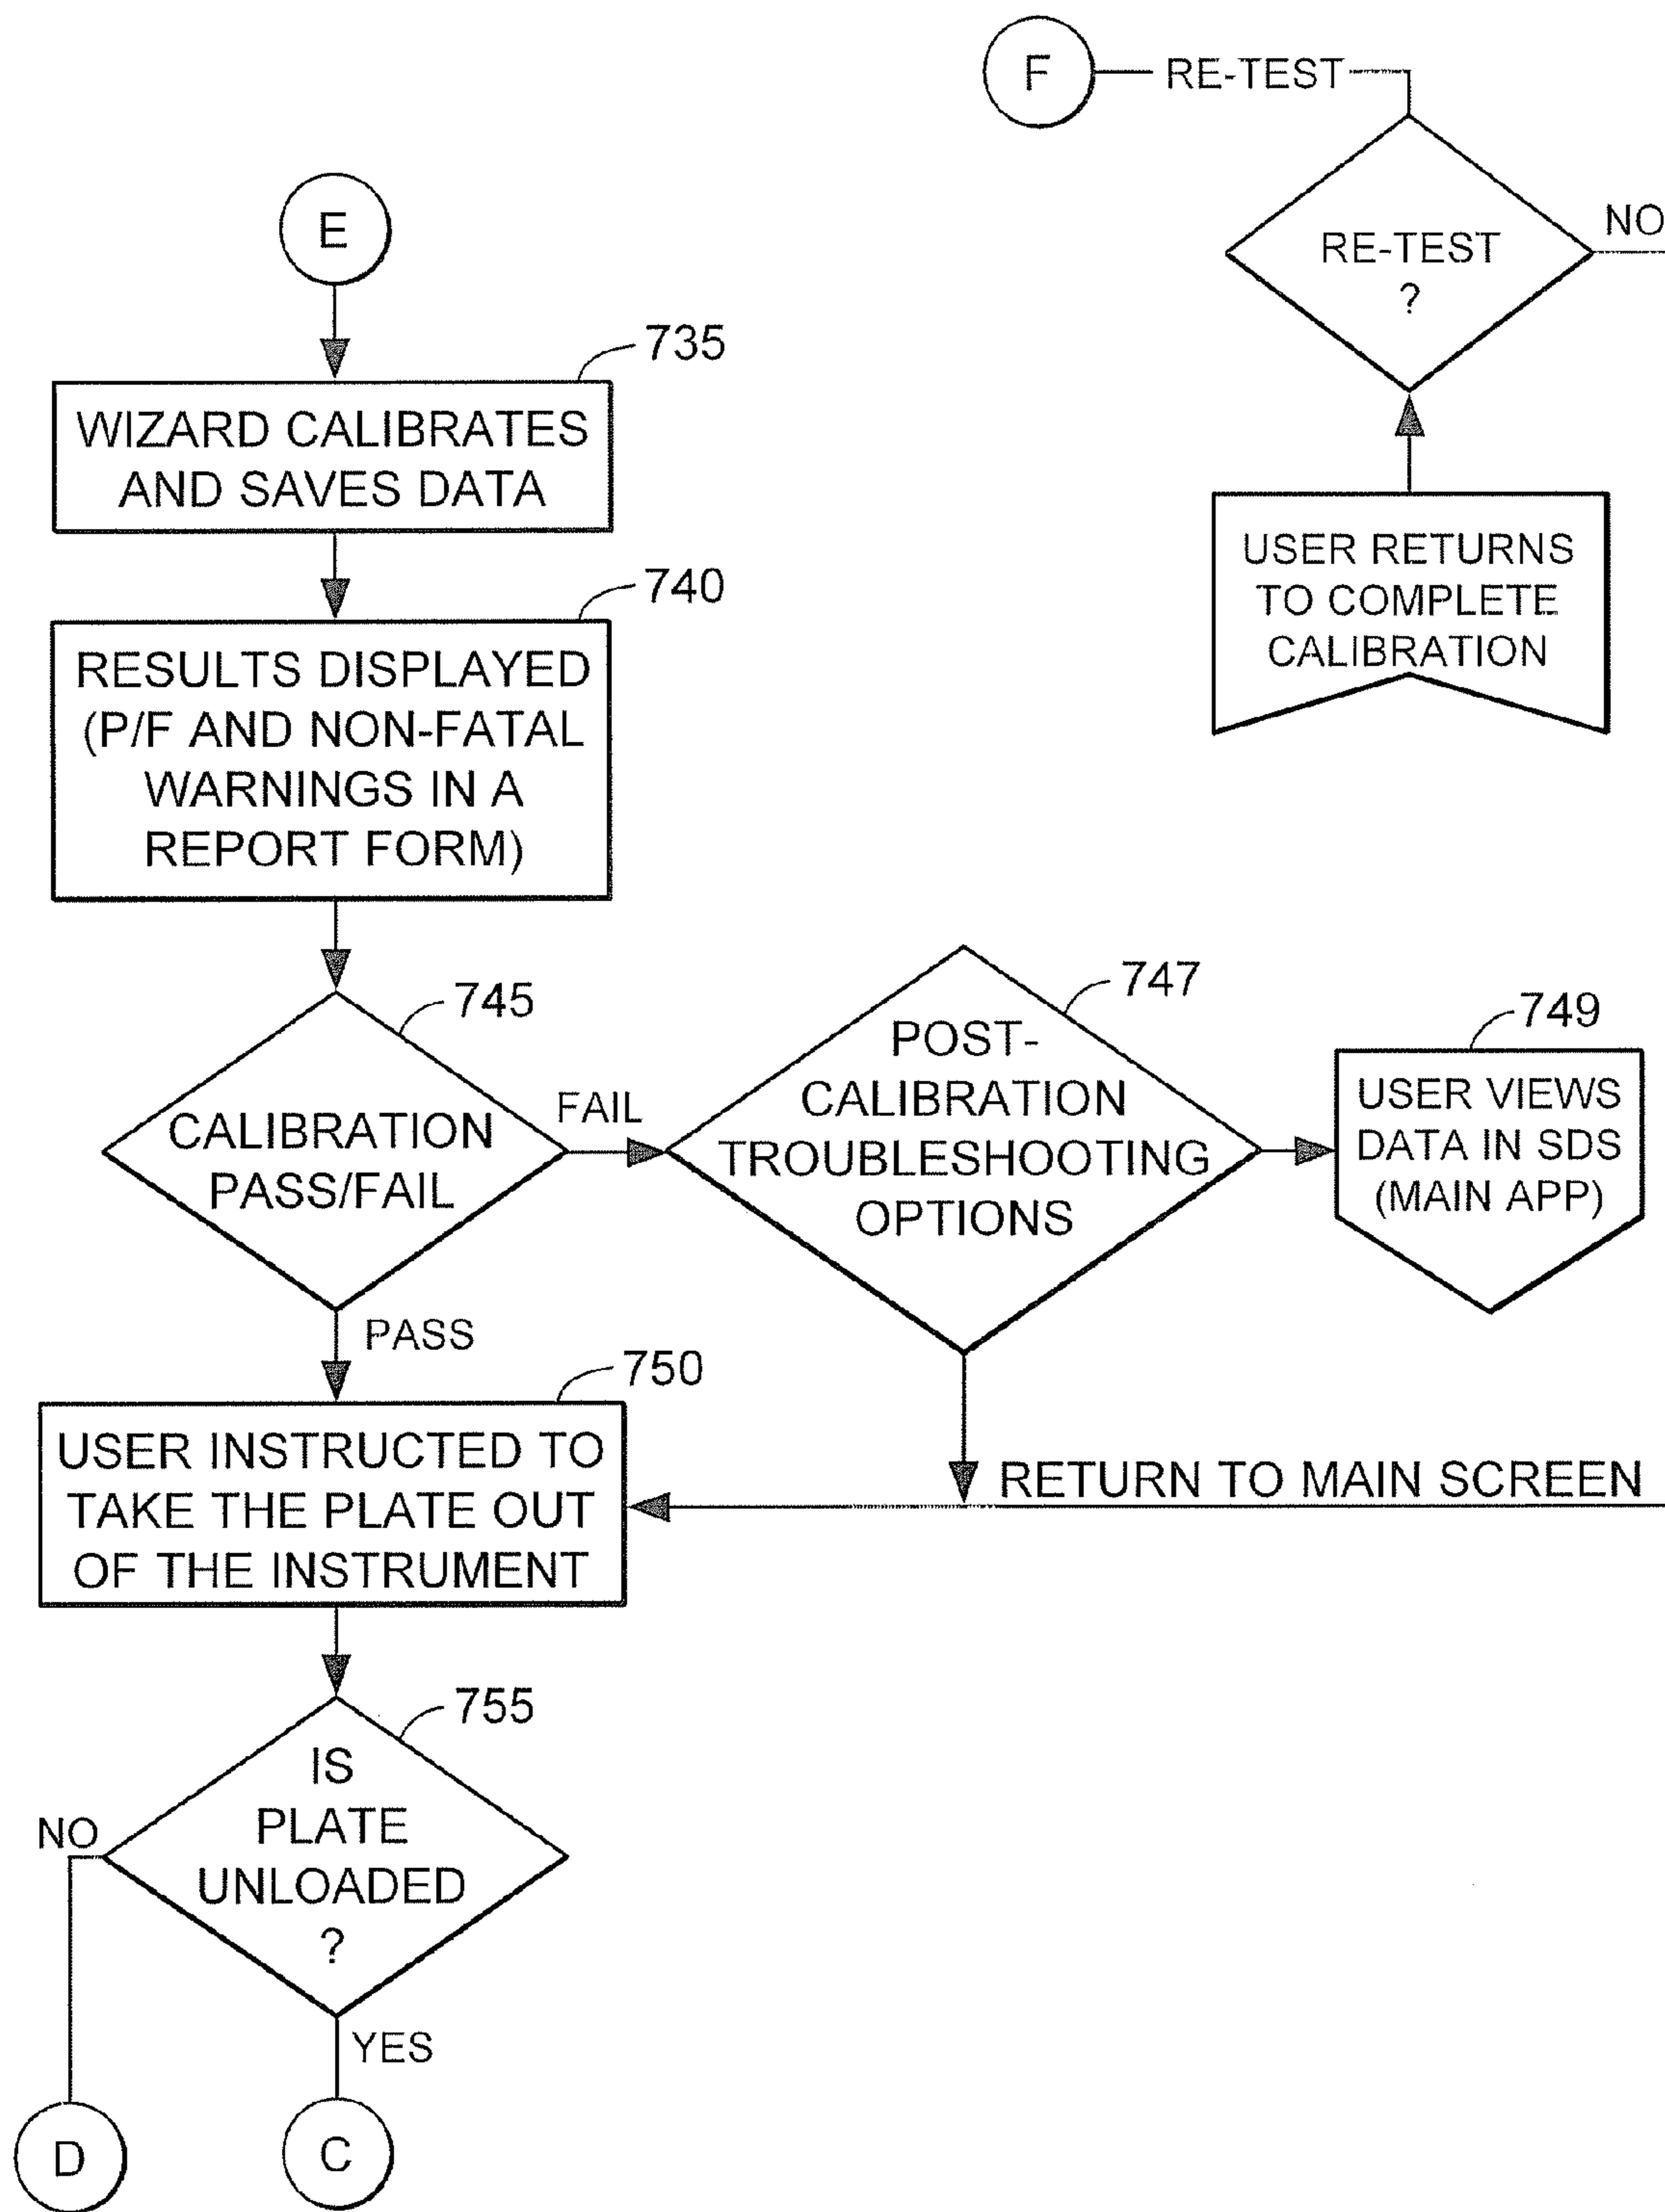 F
RE-TEST
RE-TEST
?
NO
E
735
WIZARD CALIBRATES
AND SAVES DATA
740
RESULTS DISPLAYED
(P/F AND NON-FATAL
WARNINGS IN A
REPORT FORM)
USER RETURNS
TO COMPLETE
CALIBRATION
745
CALIBRATION
PASS/FAIL
FAIL
PASS
747
POST-
CALIBRATION
TROUBLESHOOTING
OPTIONS
749
USER VIEWS
DATA IN SDS
(MAIN APP)
750
USER INSTRUCTED TO
TAKE THE PLATE OUT
OF THE INSTRUMENT
RETURN TO MAIN SCREEN
755
IS
PLATE
UNLOADED
?
NO
YES
D
C